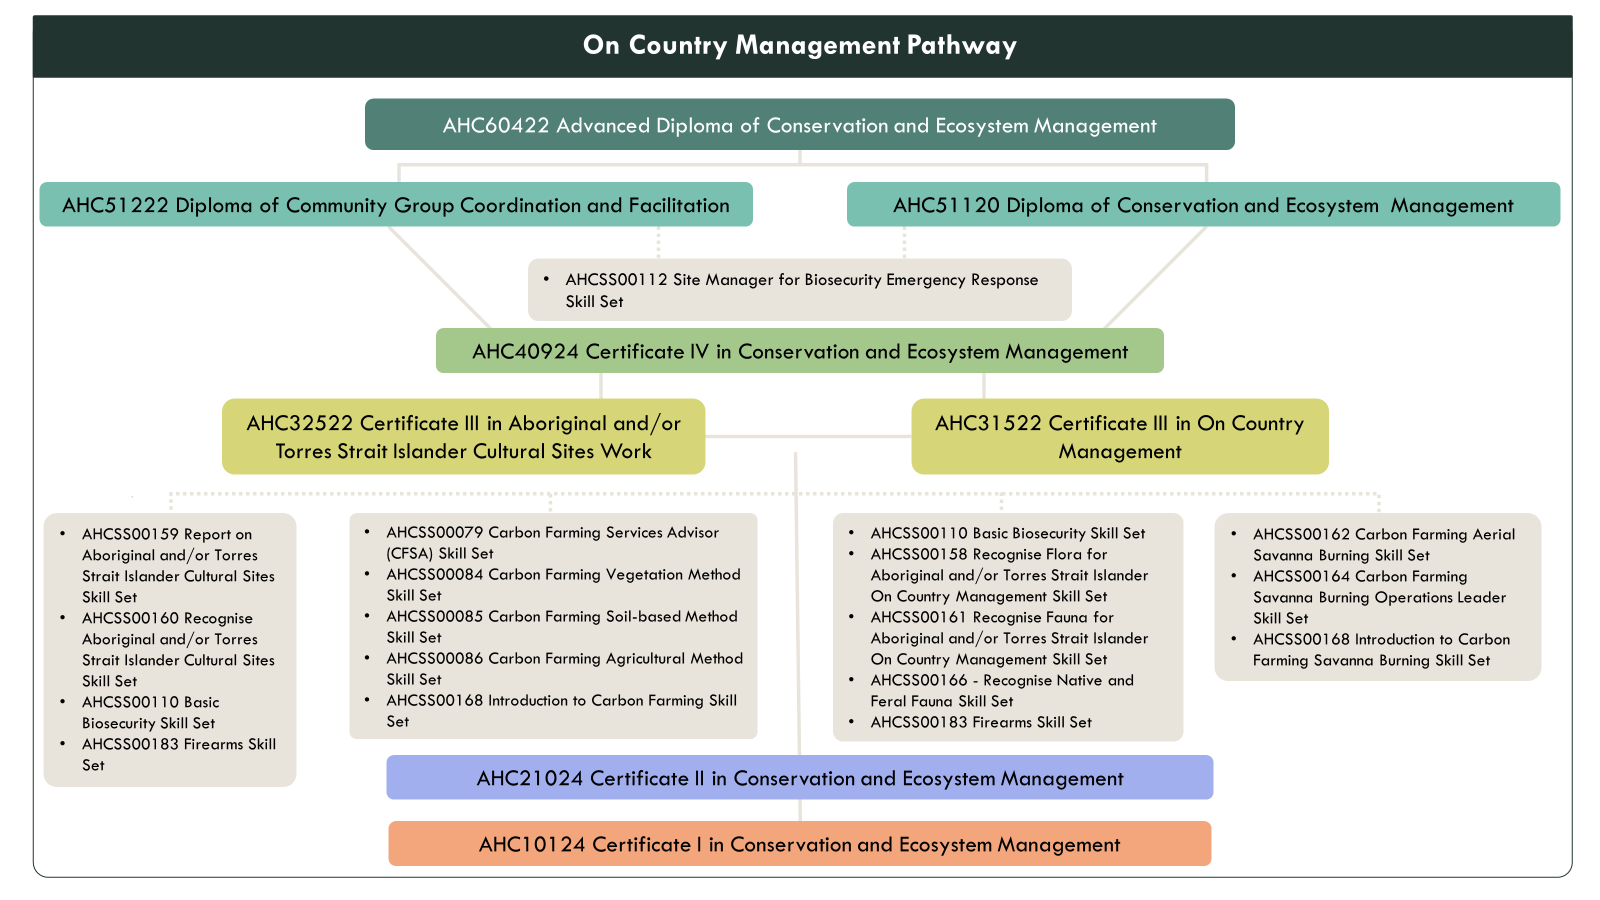 On Country Management Pathway
AHC60422 Advanced Diploma of Conservation and Ecosystem Management
AHC51222 Diploma of Community Group Coordination and Facilitation
AHC51120 Diploma of Conservation and Ecosystem  Management
• AHCSS00112 Site Manager for Biosecurity Emergency Response
Skill Set
AHC40924 Certificate IV in Conservation and Ecosystem Management
AHC32522 Certificate III in Aboriginal and/or
Torres Strait Islander Cultural Sites Work
AHC31522 Certificate III in On Country
Management
• AHCSS00159 Report on
Aboriginal and/or Torres
Strait Islander Cultural Sites
Skill Set
• AHCSS00160 Recognise
Aboriginal and/or Torres
Strait Islander Cultural Sites
Skill Set
• AHCSS00110 Basic
Biosecurity Skill Set
• AHCSS00183 Firearms Skill
Set
• AHCSS00079 Carbon Farming Services Advisor
(CFSA) Skill Set
• AHCSS00084 Carbon Farming Vegetation Method
Skill Set
• AHCSS00085 Carbon Farming Soil-based Method
Skill Set
• AHCSS00086 Carbon Farming Agricultural Method
Skill Set
• AHCSS00168 Introduction to Carbon Farming Skill
Set
• AHCSS00110 Basic Biosecurity Skill Set
• AHCSS00158 Recognise Flora for
Aboriginal and/or Torres Strait Islander
On Country Management Skill Set
• AHCSS00161 Recognise Fauna for
Aboriginal and/or Torres Strait Islander
On Country Management Skill Set
• AHCSS00166 - Recognise Native and
Feral Fauna Skill Set
• AHCSS00183 Firearms Skill Set
• AHCSS00162 Carbon Farming Aerial
Savanna Burning Skill Set
• AHCSS00164 Carbon Farming
Savanna Burning Operations Leader
Skill Set
• AHCSS00168 Introduction to Carbon
Farming Savanna Burning Skill Set
AHC21024 Certificate II in Conservation and Ecosystem Management
AHC10124 Certificate I in Conservation and Ecosystem Management